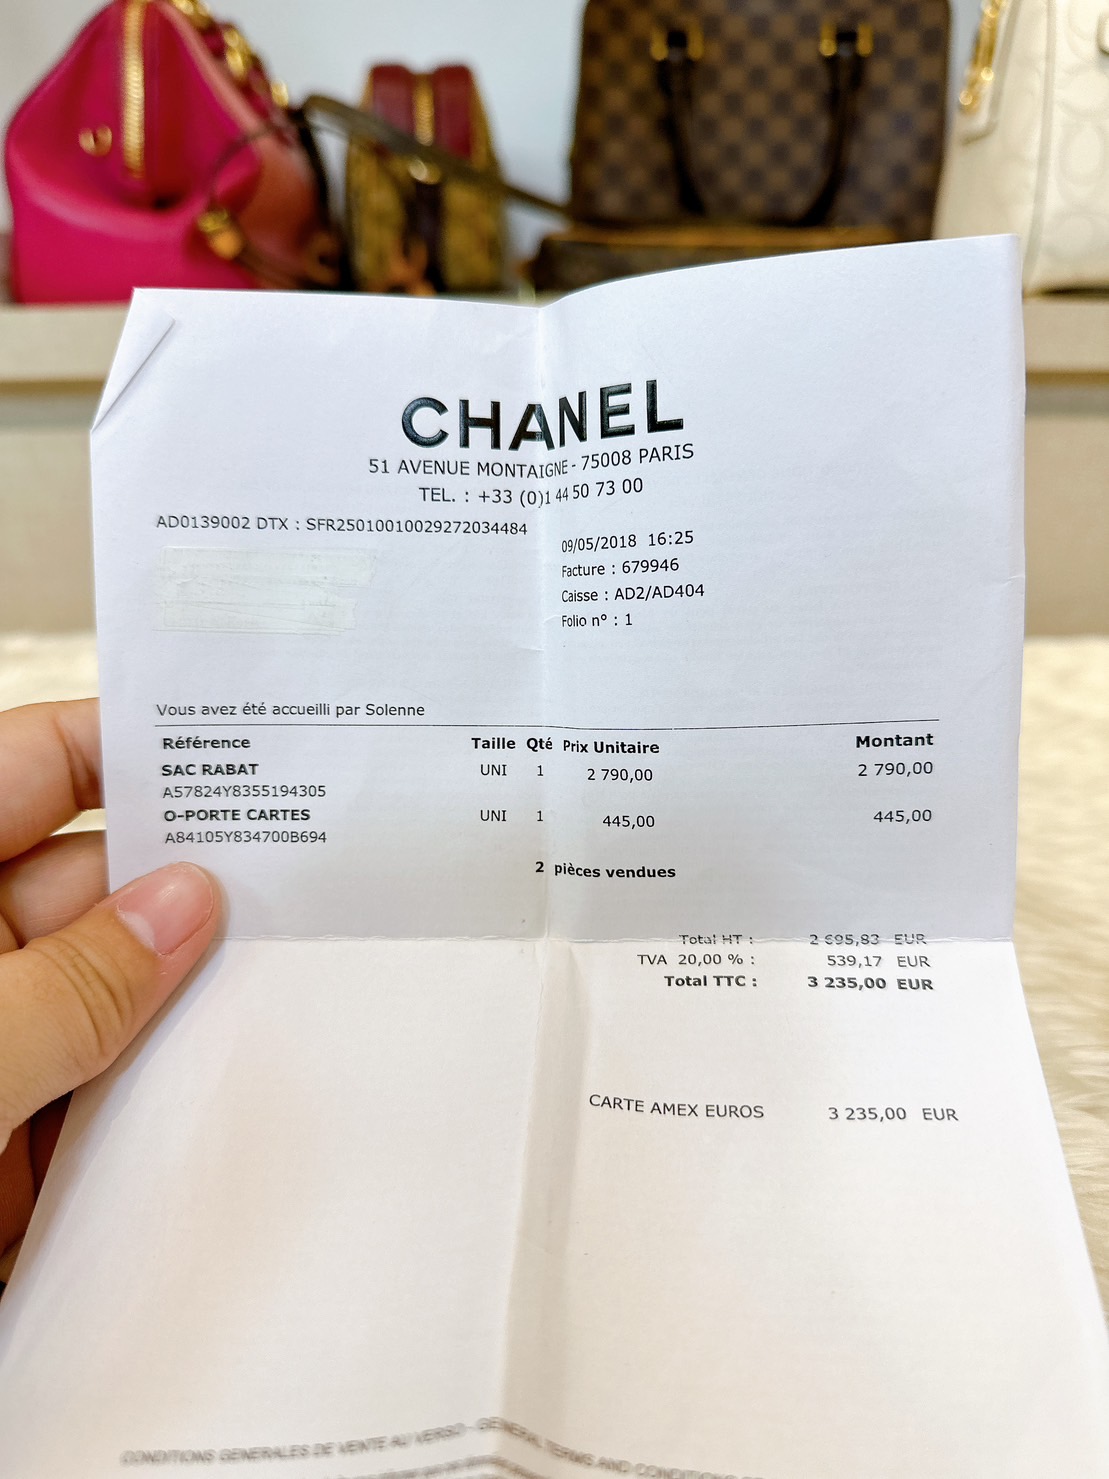 CHANEL
51 AVENUE MONTAIGNE - 75008 PARIS
TEL. : +33 (0)1 44 50 73 00
AD0139002 DTX : SFR25010010029272034484
09/05/2018 16:25
Facture : 679946
Caisse : AD2/AD404
Folio n° : 1
Vous avez été accueilli par Solenne
Référence Taille Qté Prix Unitaire Montant
SAC RABAT UNI 1 2 790,00 2 790,00
A57824Y8355194305
O-PORTE CARTES UNI 1 445,00 445,00
A84105Y834700B694
2 pièces vendues
Total HT : 2 695,83 EUR
TVA 20,00 % : 539,17 EUR
Total TTC : 3 235,00 EUR
CARTE AMEX EUROS 3 235,00 EUR
CONDITIONS GENERALES DE VENTE AU VERSO - GENERAL TERMS AND CONDITIONS